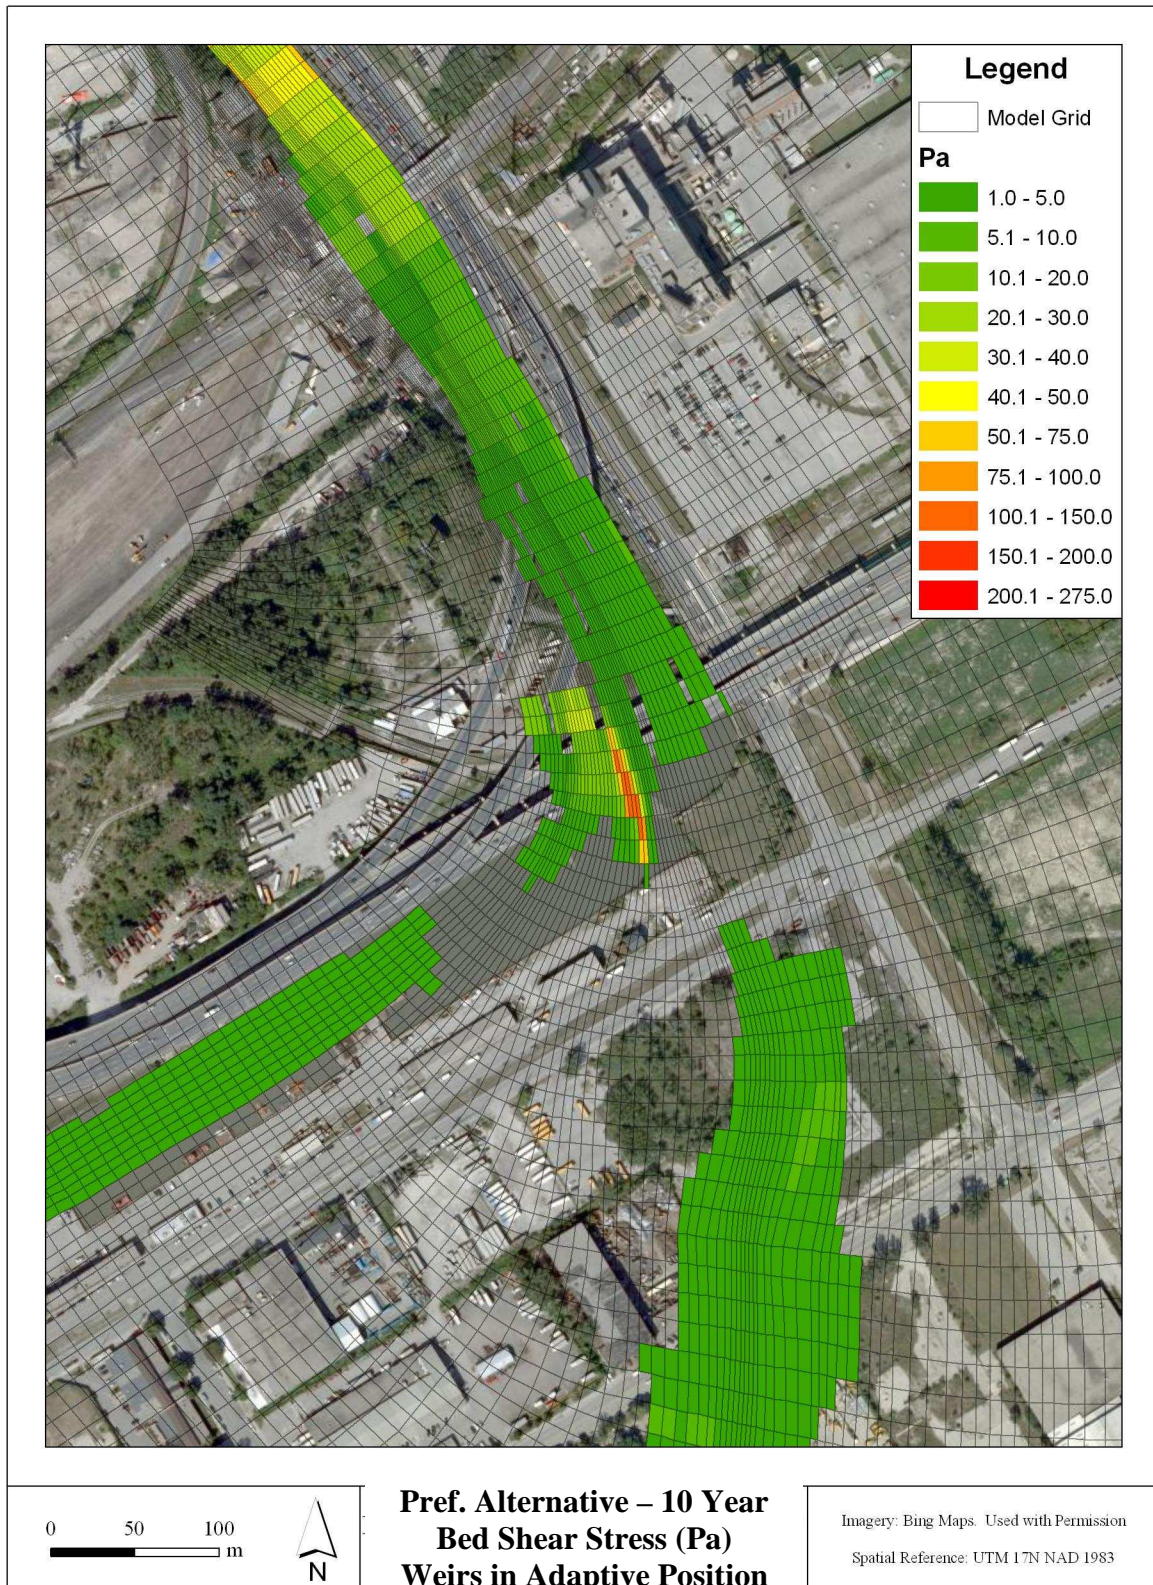 Legend
Model Grid
Pa
1.0 - 5.0
5.1 - 10.0
10.1 - 20.0
20.1 - 30.0
30.1 - 40.0
40.1 - 50.0
50.1 - 75.0
75.1 - 100.0
100.1 - 150.0
150.1 - 200.0
200.1 - 275.0
0 50 100
m
N
Pref. Alternative – 10 Year
Bed Shear Stress (Pa)
Weirs in Adaptive Position
Imagery: Bing Maps. Used with Permission
Spatial Reference: UTM 17N NAD 1983